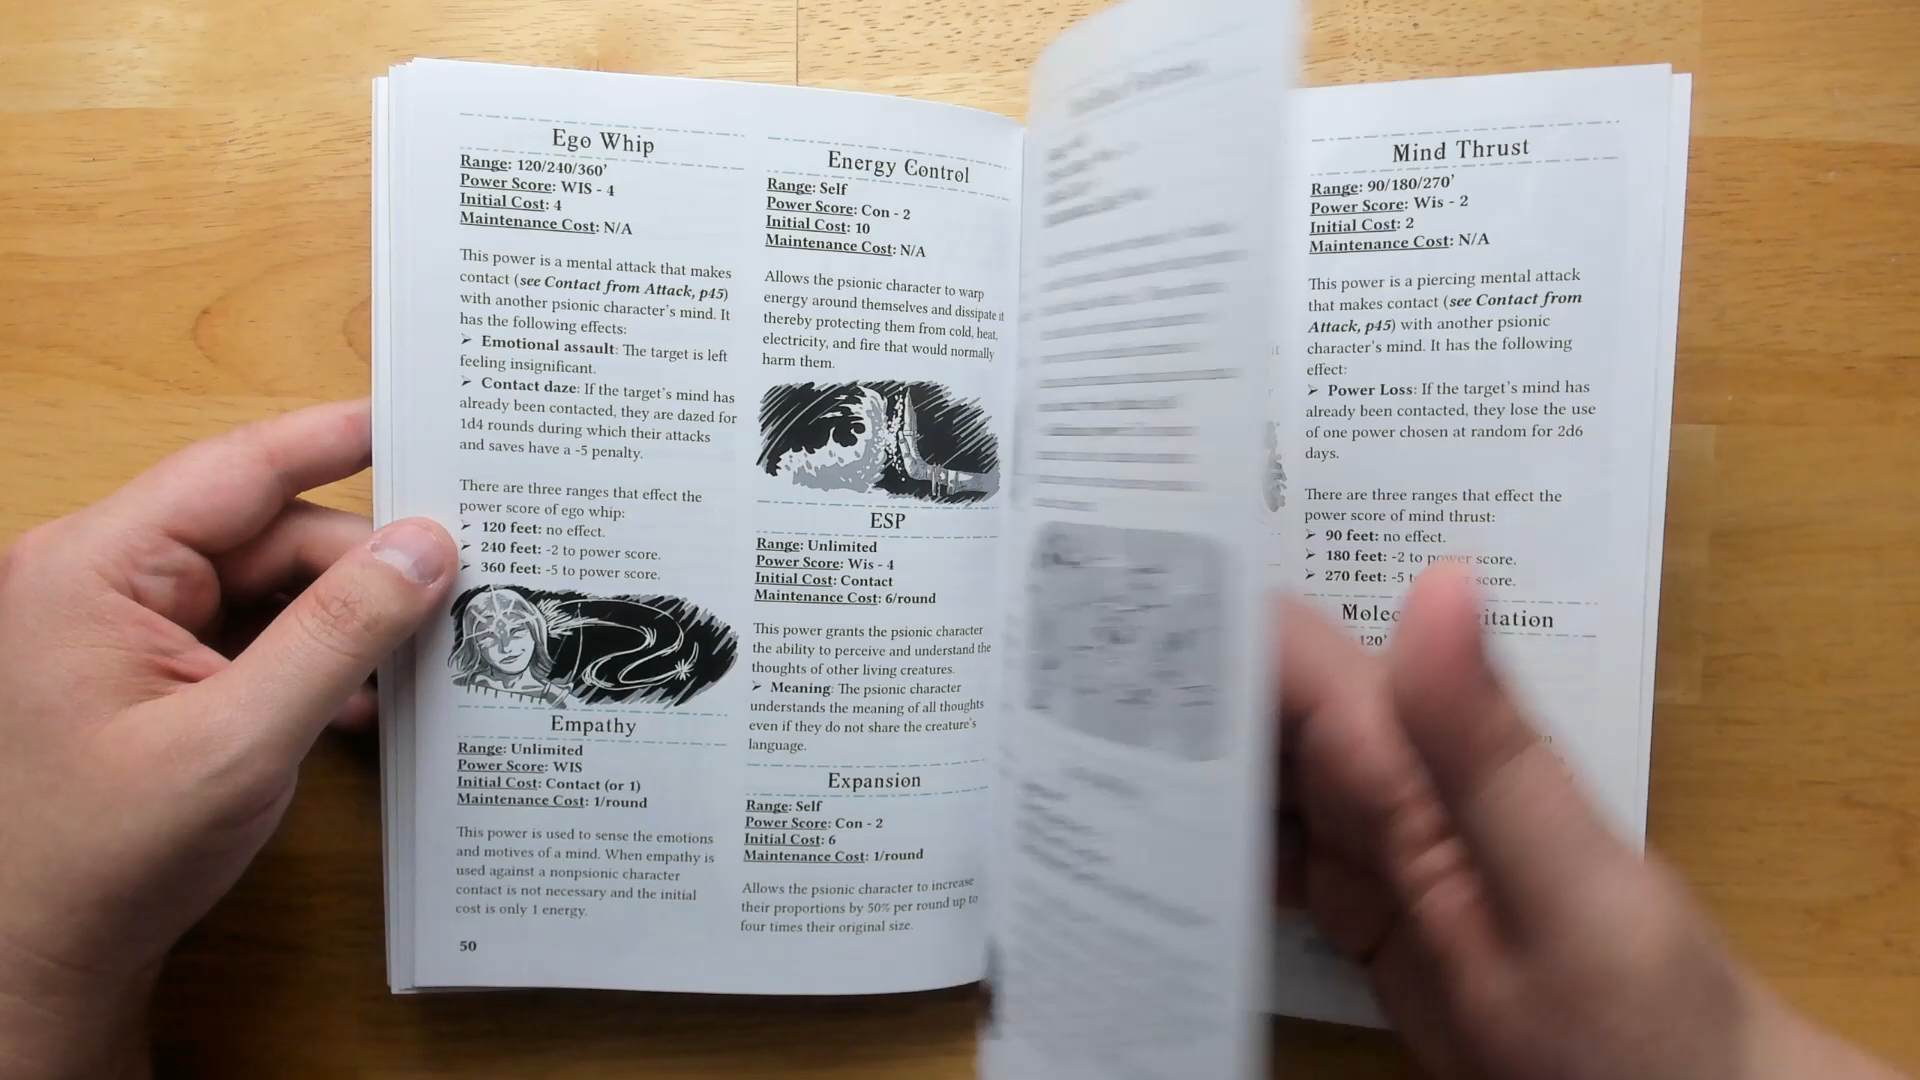 Ego Whip
Range: 120/240/360'
Power Score: WIS - 4
Initial Cost: 4
Maintenance Cost: N/A
This power is a mental attack that makes
contact (see Contact from Attack, p45)
with another psionic character's mind. It
has the following effects:
➢ Emotional assault: The target is left
feeling insignificant.
➢ Contact daze: If the target's mind has
already been contacted, they are dazed for
1d4 rounds during which their attacks
and saves have a -5 penalty.
There are three ranges that effect the
power score of ego whip:
➢ 120 feet: no effect.
➢ 240 feet: -2 to power score.
➢ 360 feet: -5 to power score.
Empathy
Range: Unlimited
Power Score: WIS
Initial Cost: Contact (or 1)
Maintenance Cost: 1/round
This power is used to sense the emotions
and motives of a mind. When empathy is
used against a nonpsionic character
contact is not necessary and the initial
cost is only 1 energy.
50
Energy Control
Range: Self
Power Score: Con - 2
Initial Cost: 10
Maintenance Cost: N/A
Allows the psionic character to warp
energy around themselves and dissipate it
thereby protecting them from cold, heat,
electricity, and fire that would normally
harm them.
ESP
Range: Unlimited
Power Score: Wis - 4
Initial Cost: Contact
Maintenance Cost: 6/round
This power grants the psionic character
the ability to perceive and understand the
thoughts of other living creatures.
➢ Meaning: The psionic character
understands the meaning of all thoughts
even if they do not share the creature's
language.
Expansion
Range: Self
Power Score: Con - 2
Initial Cost: 6
Maintenance Cost: 1/round
Allows the psionic character to increase
their proportions by 50% per round up to
four times their original size.
Mind Thrust
Range: 90/180/270'
Power Score: Wis - 2
Initial Cost: 2
Maintenance Cost: N/A
This power is a piercing mental attack
that makes contact (see Contact from
Attack, p45) with another psionic
character's mind. It has the following
effect:
➢ Power Loss: If the target's mind has
already been contacted, they lose the use
of one power chosen at random for 2d6
days.
There are three ranges that effect the
power score of mind thrust:
➢ 90 feet: no effect.
➢ 180 feet: -2 to power score.
➢ 270 feet: -5 score.
120'